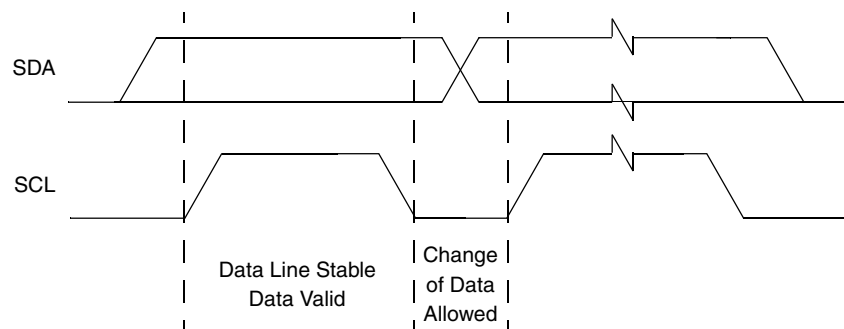 SDA
SCL
Data Line Stable
Data Valid
Change
of Data
Allowed